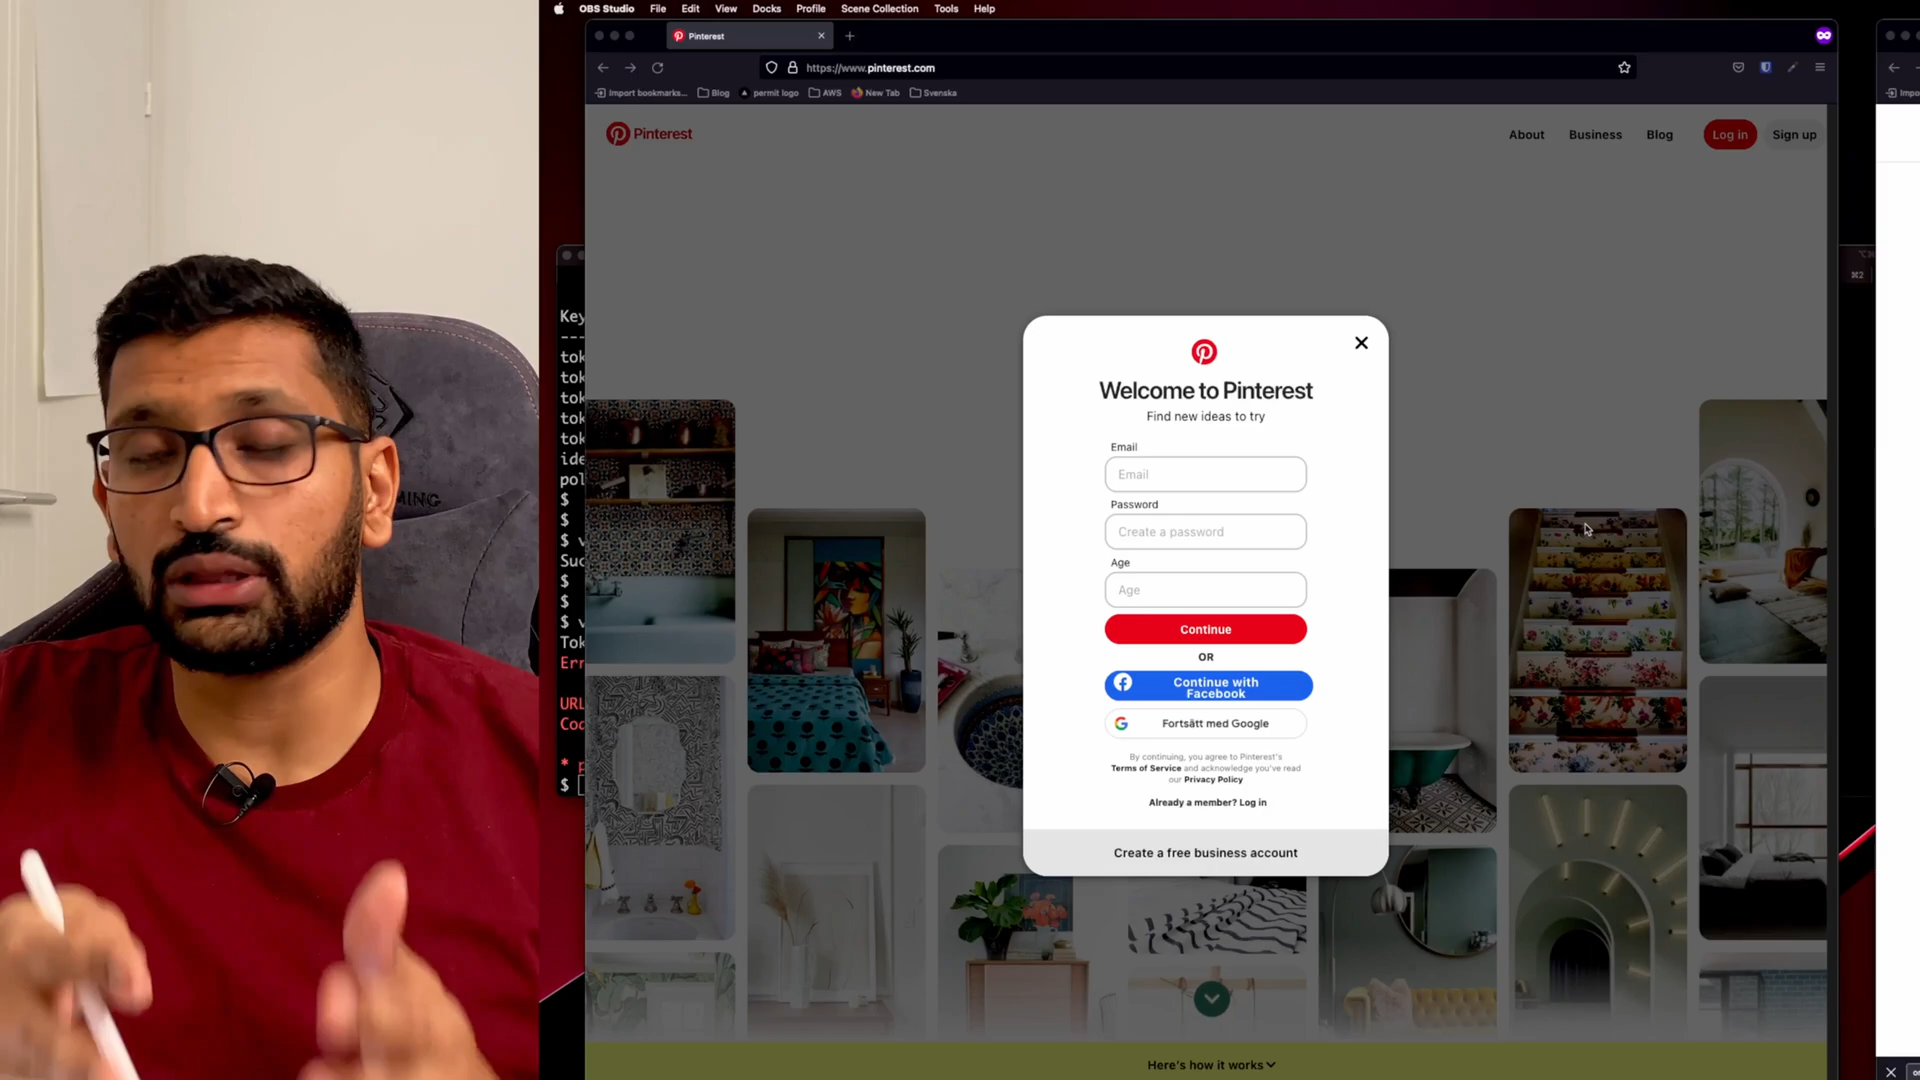 OBS Studio File Edit View Docks Profile Scene Collection Tools Help
Pinterest
https://www.pinterest.com
Import bookmarks... Blog permit logo AWS New Tab Svenska
Impo
Pinterest
About Business Blog Log in Sign up
⌘2
Key
---
tok
tok
tok
tok
tok
ide
pol
$
$
$ v
Suc
$
$
$ v
Tok
Err
URL
Cod
* p
$
MING
Welcome to Pinterest
Find new ideas to try
Email
Email
Password
Create a password
Age
Age
Continue
OR
Continue with
Facebook
Fortsätt med Google
By continuing, you agree to Pinterest's
Terms of Service and acknowledge you've read
our Privacy Policy
Already a member? Log in
Create a free business account
Here's how it works